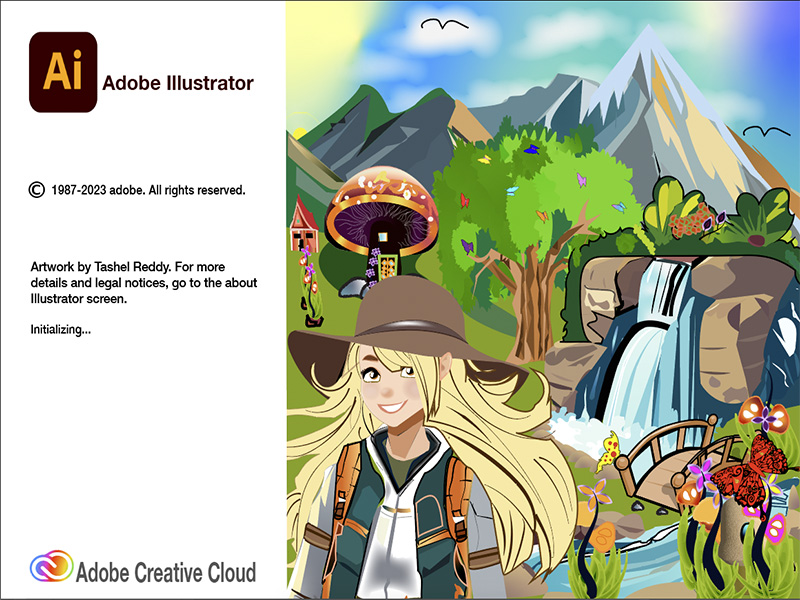 Ai Adobe Illustrator
© 1987-2023 adobe. All rights reserved.
Artwork by Tashel Reddy. For more
details and legal notices, go to the about
Illustrator screen.
Initializing...
Adobe Creative Cloud